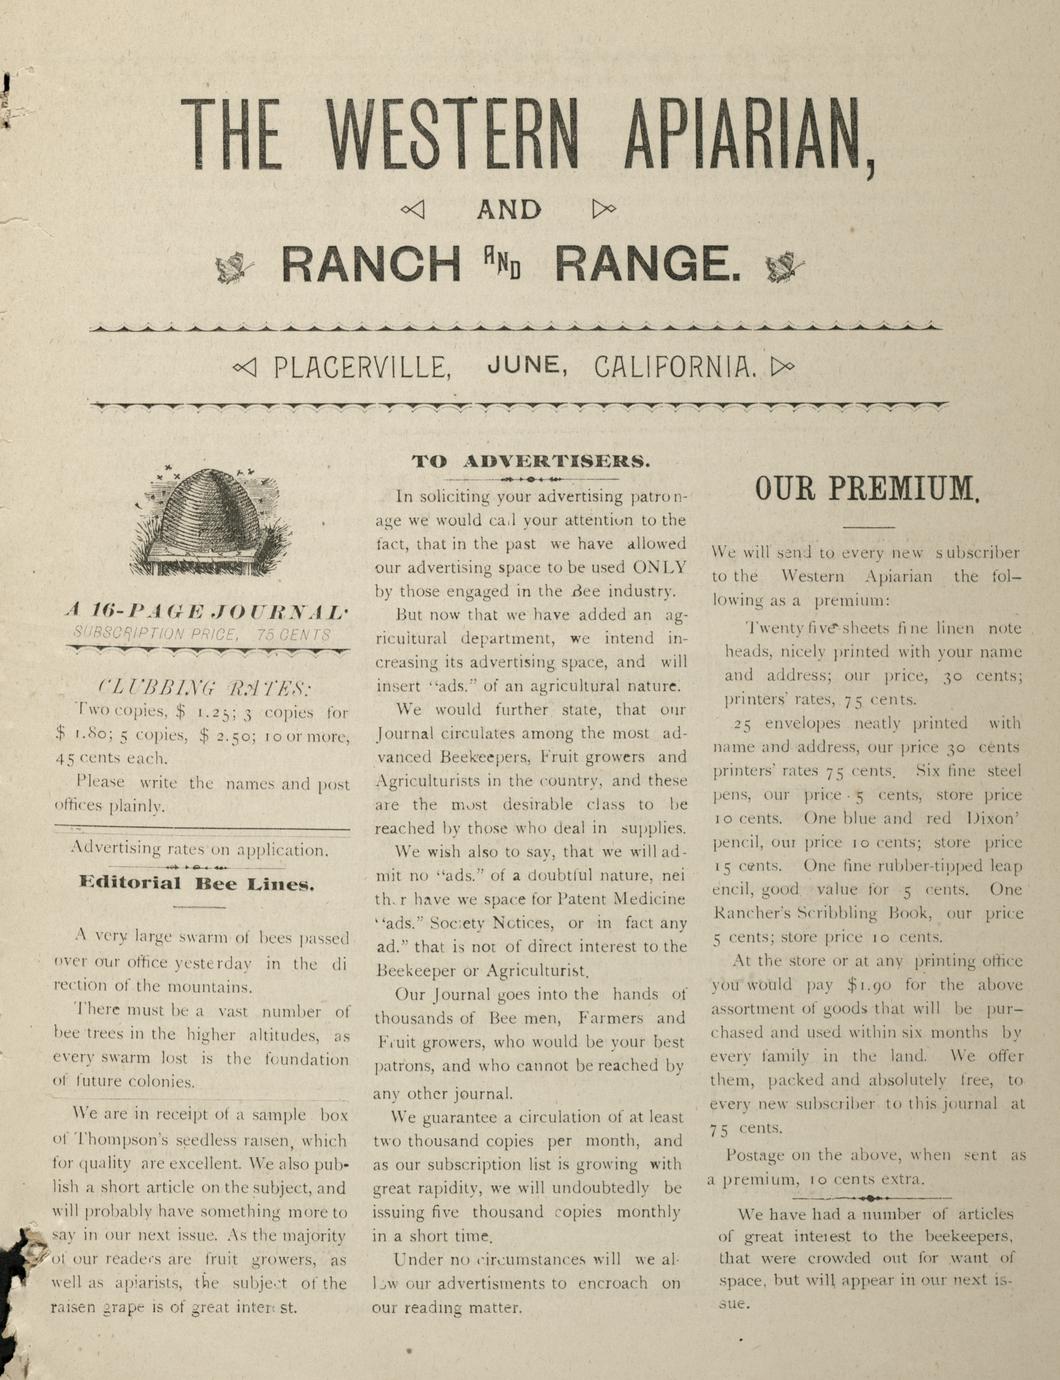 THE WESTERN APIARIAN,
AND
RANCH AND RANGE.
PLACERVILLE, JUNE, CALIFORNIA.
A 16-PAGE JOURNAL'
SUBSCRIPTION PRICE, 75 CENTS
CLUBBING RATES:
Two copies, $ 1.25; 3 copies for
$ 1.80; 5 copies, $ 2.50; 10 or more,
45 cents each.
Please write the names and post
offices plainly.
Advertising rates on application.
Editorial Bee Lines.
A very large swarm of bees passed
over our office yesterday in the di
rection of the mountains.
There must be a vast number of
bee trees in the higher altitudes, as
every swarm lost is the foundation
of future colonies.
We are in receipt of a sample box
of Thompson's seedless raisen, which
for quality are excellent. We also pub-
lish a short article on the subject, and
will probably have something more to
say in our next issue. As the majority
of our readers are fruit growers, as
well as apiarists, the subject of the
raisen grape is of great inter st.
TO ADVERTISERS.
In soliciting your advertising patron-
age we would call your attention to the
fact, that in the past we have allowed
our advertising space to be used ONLY
by those engaged in the Bee industry.
But now that we have added an ag-
ricultural department, we intend in-
creasing its advertising space, and will
insert "ads." of an agricultural nature.
We would further state, that our
Journal circulates among the most ad-
vanced Beekeepers, Fruit growers and
Agriculturists in the country, and these
are the most desirable class to be
reached by those who deal in supplies.
We wish also to say, that we will ad-
mit no "ads." of a doubtful nature, nei
th r have we space for Patent Medicine
"ads." Society Notices, or in fact any
ad." that is not of direct interest to the
Beekeeper or Agriculturist.
Our Journal goes into the hands of
thousands of Bee men, Farmers and
Fruit growers, who would be your best
patrons, and who cannot be reached by
any other journal.
We guarantee a circulation of at least
two thousand copies per month, and
as our subscription list is growing with
great rapidity, we will undoubtedly be
issuing five thousand copies monthly
in a short time.
Under no circumstances will we al-
low our advertisments to encroach on
our reading matter.
OUR PREMIUM.
We will send to every new subscriber
to the Western Apiarian the fol-
lowing as a premium:
Twenty five sheets fine linen note
heads, nicely printed with your name
and address; our price, 30 cents;
printers' rates, 75 cents.
25 envelopes neatly printed with
name and address, our price 30 cents
printers' rates 75 cents. Six fine steel
pens, our price 5 cents, store price
10 cents. One blue and red Dixon'
pencil, our price 10 cents; store price
15 cents. One fine rubber-tipped leap
encil, good value for 5 cents. One
Rancher's Scribbling Book, our price
5 cents; store price 10 cents.
At the store or at any printing office
you would pay $1.90 for the above
assortment of goods that will be pur-
chased and used within six months by
every family in the land. We offer
them, packed and absolutely free, to
every new subscriber to this journal at
75 cents.
Postage on the above, when sent as
a premium, 10 cents extra.
We have had a number of articles
of great interest to the beekeepers,
that were crowded out for want of
space, but will appear in our next is-
sue.